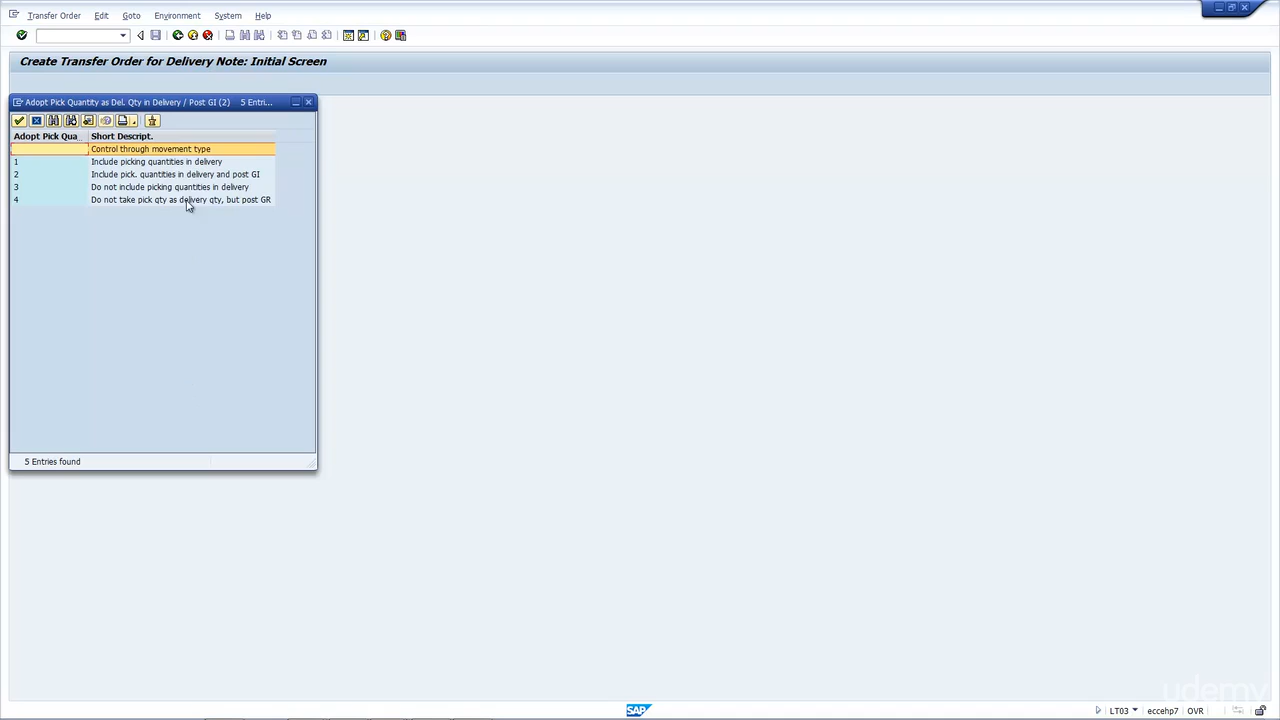 Transfer Order Edit Goto Environment System Help
Create Transfer Order for Delivery Note: Initial Screen
Adopt Pick Quantity as Del. Qty in Delivery / Post GI (2) 5 Entri...
Adopt Pick Qua.. Short Descript.
Control through movement type
1 Include picking quantities in delivery
2 Include pick. quantities in delivery and post GI
3 Do not include picking quantities in delivery
4 Do not take pick qty as delivery qty, but post GR
5 Entries found
udemy
SAP LT03 eccehp7 OVR